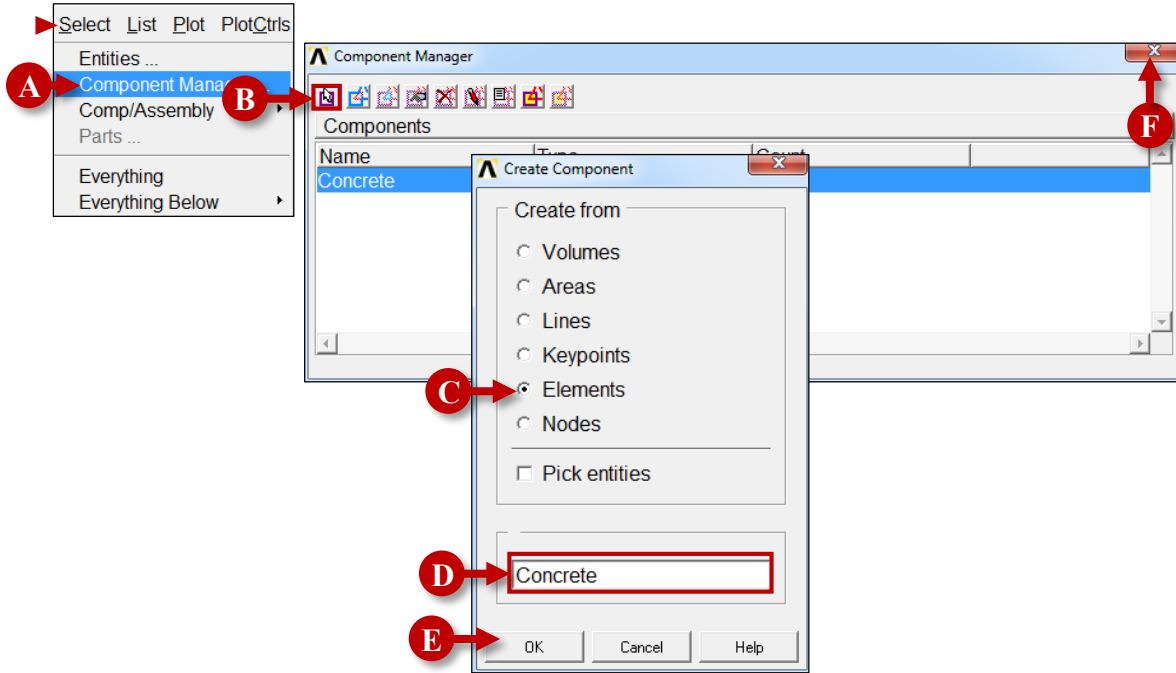 Select List Plot PlotCtrls
Entities ...
A
Component Mana
B
Comp/Assembly
Parts ...
Everything
Everything Below
Component Manager
F
Components
Name
Concrete
Create Component
Create from
Volumes
Areas
Lines
Keypoints
C
Elements
Nodes
Pick entities
D
Concrete
E
OK Cancel Help